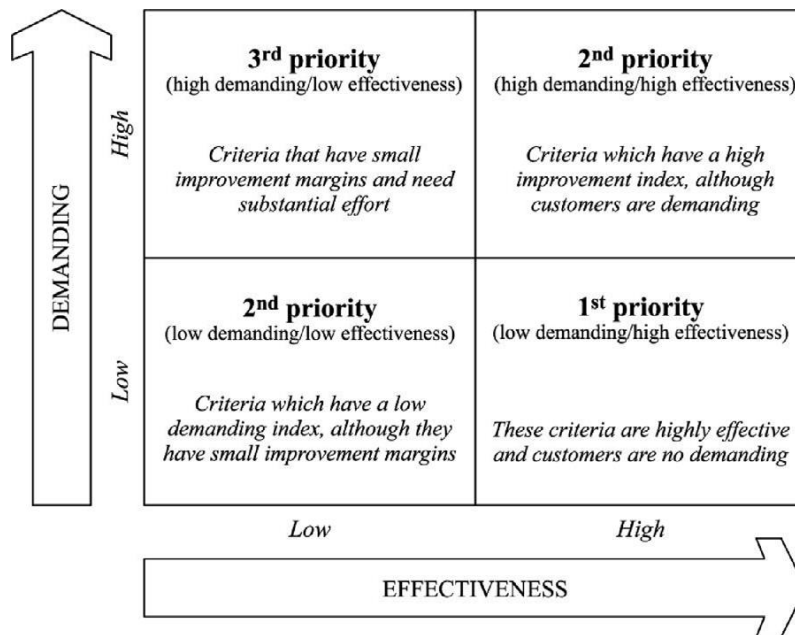 3rd priority
(high demanding/low effectiveness)
Criteria that have small
improvement margins and need
substantial effort
2nd priority
(high demanding/high effectiveness)
Criteria which have a high
improvement index, although
customers are demanding
2nd priority
(low demanding/low effectiveness)
Criteria which have a low
demanding index, although they
have small improvement margins
1st priority
(low demanding/high effectiveness)
These criteria are highly effective
and customers are no demanding
DEMANDING
High
Low
Low
High
EFFECTIVENESS